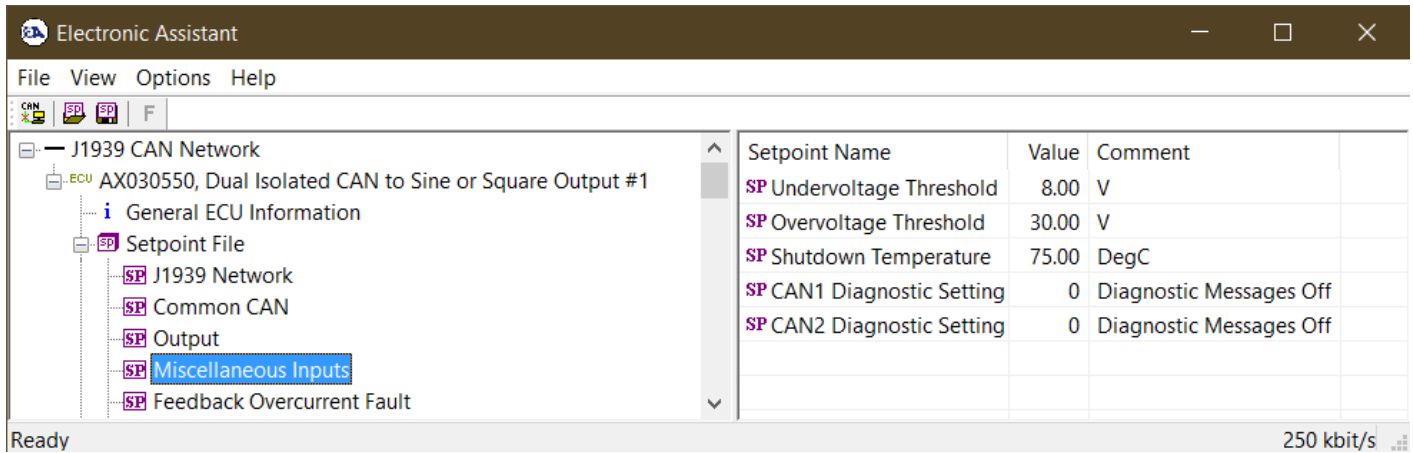 Electronic Assistant
File View Options Help
CAN SP SP F
J1939 CAN Network
ECU AX030550, Dual Isolated CAN to Sine or Square Output #1
i General ECU Information
SP Setpoint File
SP J1939 Network
SP Common CAN
SP Output
SP Miscellaneous Inputs
SP Feedback Overcurrent Fault
Setpoint Name Value Comment
SP Undervoltage Threshold 8.00 V
SP Overvoltage Threshold 30.00 V
SP Shutdown Temperature 75.00 DegC
SP CAN1 Diagnostic Setting 0 Diagnostic Messages Off
SP CAN2 Diagnostic Setting 0 Diagnostic Messages Off
Ready 250 kbit/s